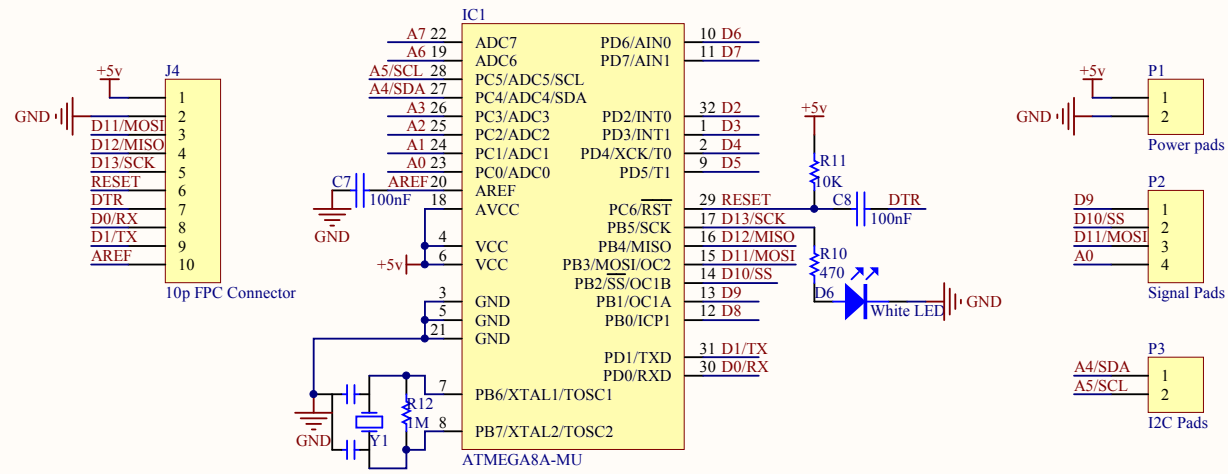 J4
+5v
GND
1
2
D11/MOSI 3
D12/MISO 4
D13/SCK 5
RESET 6
DTR 7
D0/RX 8
D1/TX 9
AREF 10
10p FPC Connector
IC1
A7 22 ADC7
A6 19 ADC6
A5/SCL 28 PC5/ADC5/SCL
A4/SDA 27 PC4/ADC4/SDA
A3 26 PC3/ADC3
A2 25 PC2/ADC2
A1 24 PC1/ADC1
A0 23 PC0/ADC0
C7
100nF
GND
AREF 20 AREF
18 AVCC
4 VCC
+5v 6 VCC
3 GND
5 GND
21 GND
7 PB6/XTAL1/TOSC1
8 PB7/XTAL2/TOSC2
R12
1M
Y1
GND
PD6/AIN0 10 D6
PD7/AIN1 11 D7
PD2/INT0 32 D2
PD3/INT1 1 D3
PD4/XCK/T0 2 D4
PD5/T1 9 D5
PC6/RST 29 RESET
PB5/SCK 17 D13/SCK
PB4/MISO 16 D12/MISO
PB3/MOSI/OC2 15 D11/MOSI
PB2/SS/OC1B 14 D10/SS
PB1/OC1A 13 D9
PB0/ICP1 12 D8
PD1/TXD 31 D1/TX
PD0/RXD 30 D0/RX
ATMEGA8A-MU
+5v
R11
10K
C8
100nF
DTR
R10
470
D6
White LED
GND
P1
+5v
GND
1
2
Power pads
P2
D9 1
D10/SS 2
D11/MOSI 3
A0 4
Signal Pads
P3
A4/SDA 1
A5/SCL 2
I2C Pads